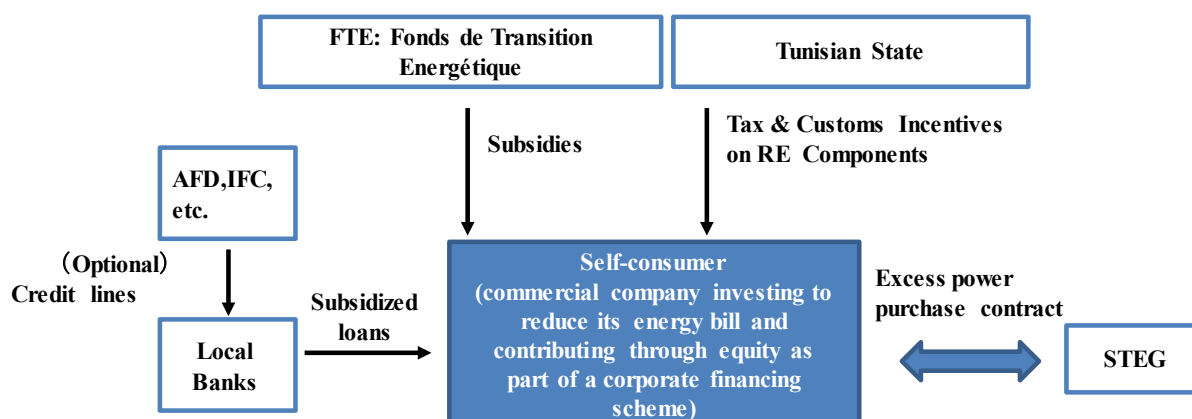 FTE: Fonds de Transition
Energétique
Tunisian State
Subsidies
Tax & Customs Incentives
on RE Components
AFD,IFC,
etc.
（Optional）
Credit lines
Local
Banks
Subsidized
loans
Self-consumer
(commercial company investing to
reduce its energy bill and
contributing through equity as
part of a corporate financing
scheme)
Excess power
purchase contract
STEG